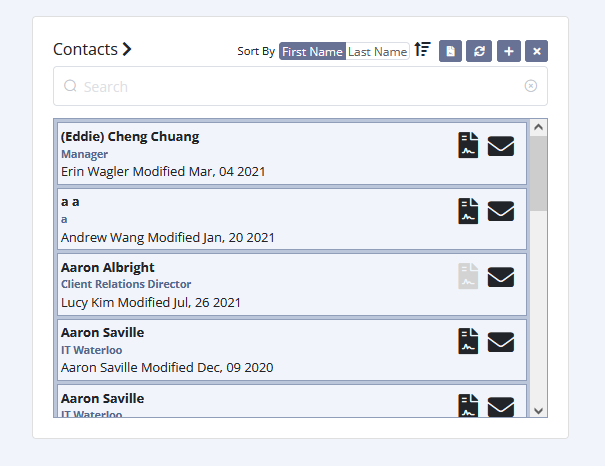 Contacts
Sort By First Name Last Name
Search
(Eddie) Cheng Chuang
Manager
Erin Wagler Modified Mar, 04 2021
a a
a
Andrew Wang Modified Jan, 20 2021
Aaron Albright
Client Relations Director
Lucy Kim Modified Jul, 26 2021
Aaron Saville
IT Waterloo
Aaron Saville Modified Dec, 09 2020
Aaron Saville
IT Waterloo